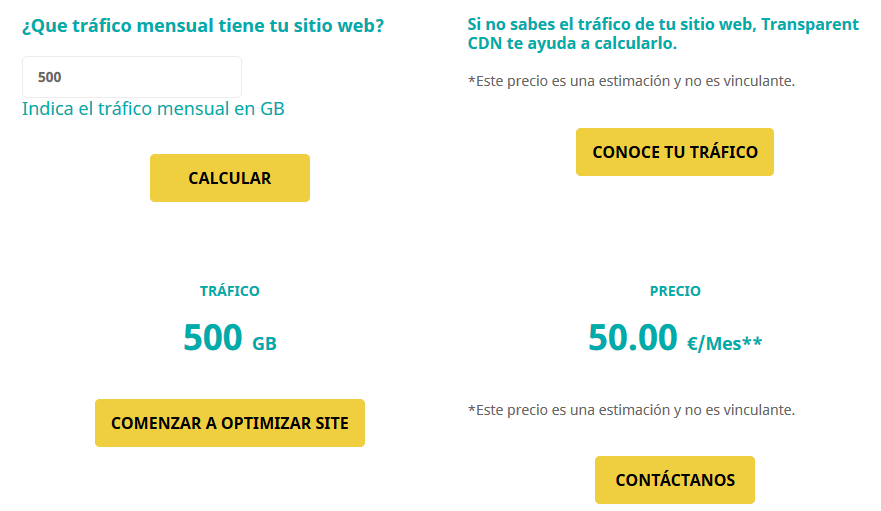 ¿Que tráfico mensual tiene tu sitio web?
500
Indica el tráfico mensual en GB
CALCULAR
Si no sabes el tráfico de tu sitio web, Transparent
CDN te ayuda a calcularlo.
*Este precio es una estimación y no es vinculante.
CONOCE TU TRÁFICO
TRÁFICO
500 GB
COMENZAR A OPTIMIZAR SITE
PRECIO
50.00 €/Mes**
*Este precio es una estimación y no es vinculante.
CONTÁCTANOS